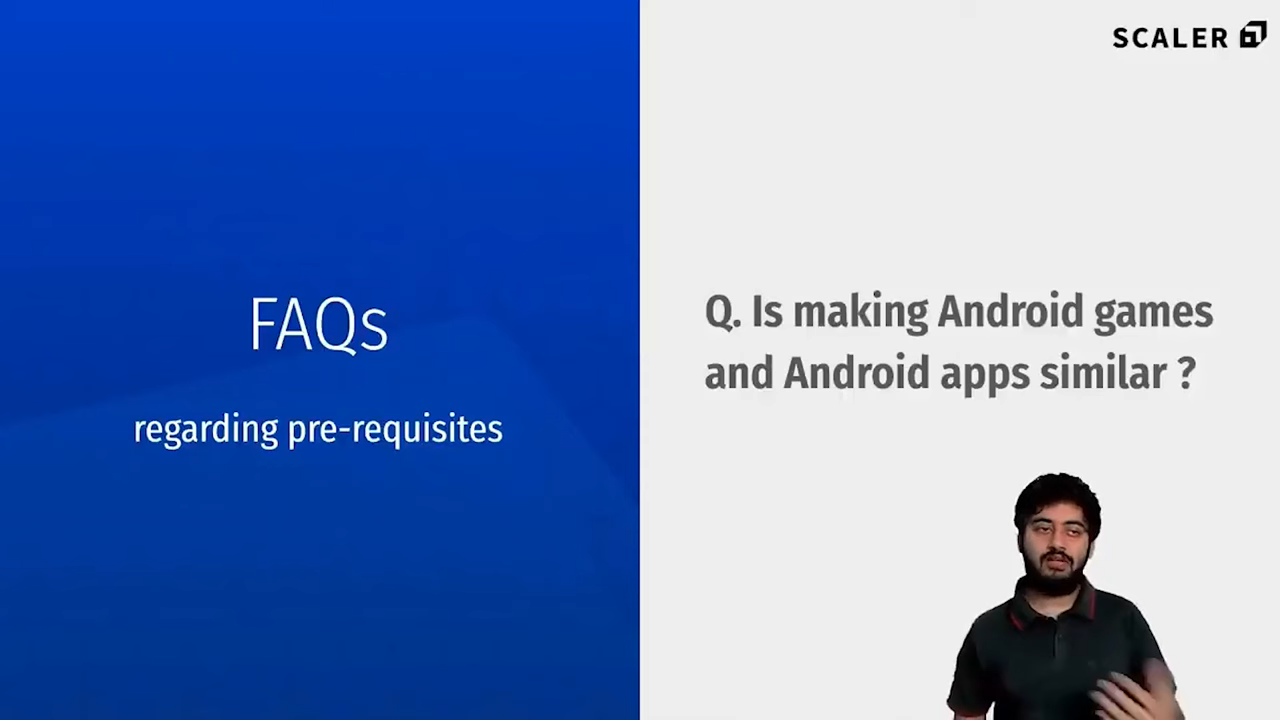 SCALER
FAQs
regarding pre-requisites
Q. Is making Android games
and Android apps similar ?